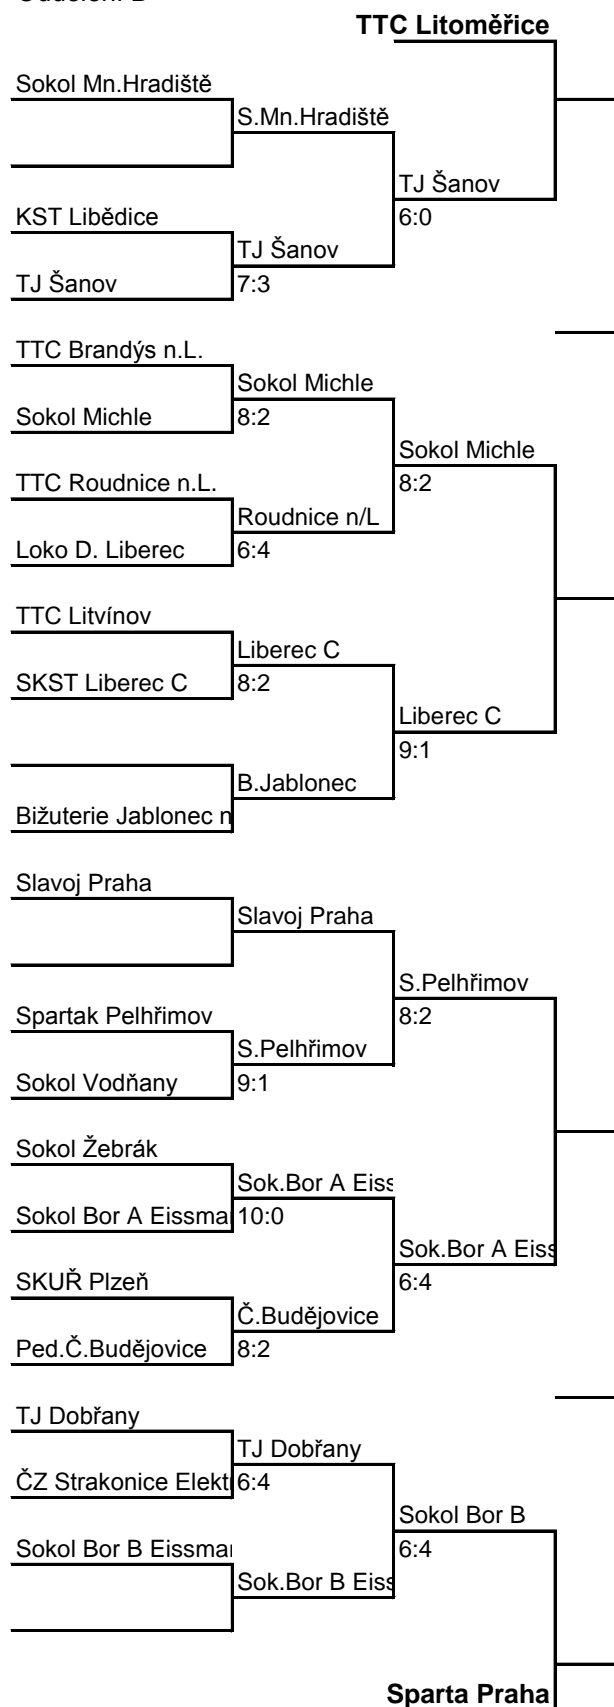 TTC Litoměřice
Sokol Mn.Hradiště
S.Mn.Hradiště
TJ Šanov
KST Libědice
6:0
TJ Šanov
TJ Šanov
7:3
TTC Brandýs n.L.
Sokol Michle
Sokol Michle
8:2
Sokol Michle
TTC Roudnice n.L.
8:2
Roudnice n/L
Loko D. Liberec
6:4
TTC Litvínov
Liberec C
SKST Liberec C
8:2
Liberec C
9:1
B.Jablonec
Bižuterie Jablonec n
Slavoj Praha
Slavoj Praha
S.Pelhřimov
Spartak Pelhřimov
8:2
S.Pelhřimov
Sokol Vodňany
9:1
Sokol Žebrák
Sok.Bor A Eiss
Sokol Bor A Eissma
10:0
Sok.Bor A Eiss
SKUŘ Plzeň
6:4
Č.Budějovice
Ped.Č.Budějovice
8:2
TJ Dobřany
TJ Dobřany
ČZ Strakonice Elekt
6:4
Sokol Bor B
Sokol Bor B Eissma
6:4
Sok.Bor B Eiss
Sparta Praha